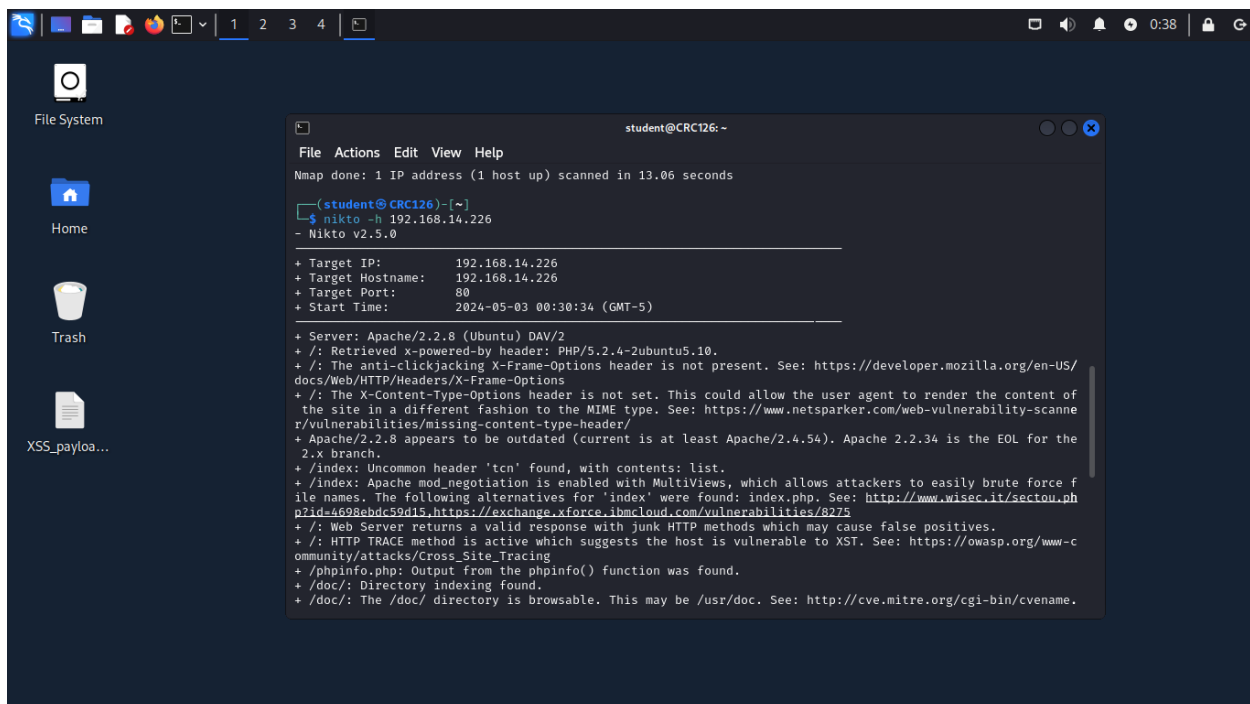 1 2 3 4
0:38
File System
Home
Trash
XSS_payloa...
student@CRC126: ~
File Actions Edit View Help
Nmap done: 1 IP address (1 host up) scanned in 13.06 seconds
┌──(student㉿CRC126)-[~]
└─$ nikto -h 192.168.14.226
- Nikto v2.5.0
+ Target IP: 192.168.14.226
+ Target Hostname: 192.168.14.226
+ Target Port: 80
+ Start Time: 2024-05-03 00:30:34 (GMT-5)
+ Server: Apache/2.2.8 (Ubuntu) DAV/2
+ /: Retrieved x-powered-by header: PHP/5.2.4-2ubuntu5.10.
+ /: The anti-clickjacking X-Frame-Options header is not present. See: https://developer.mozilla.org/en-US/
docs/Web/HTTP/Headers/X-Frame-Options
+ /: The X-Content-Type-Options header is not set. This could allow the user agent to render the content of
the site in a different fashion to the MIME type. See: https://www.netsparker.com/web-vulnerability-scanne
r/vulnerabilities/missing-content-type-header/
+ Apache/2.2.8 appears to be outdated (current is at least Apache/2.4.54). Apache 2.2.34 is the EOL for the
2.x branch.
+ /index: Uncommon header 'tcn' found, with contents: list.
+ /index: Apache mod_negotiation is enabled with MultiViews, which allows attackers to easily brute force f
ile names. The following alternatives for 'index' were found: index.php. See: http://www.wisec.it/sectou.ph
p?id=4698ebdc59d15,https://exchange.xforce.ibmcloud.com/vulnerabilities/8275
+ /: Web Server returns a valid response with junk HTTP methods which may cause false positives.
+ /: HTTP TRACE method is active which suggests the host is vulnerable to XST. See: https://owasp.org/www-c
ommunity/attacks/Cross_Site_Tracing
+ /phpinfo.php: Output from the phpinfo() function was found.
+ /doc/: Directory indexing found.
+ /doc/: The /doc/ directory is browsable. This may be /usr/doc. See: http://cve.mitre.org/cgi-bin/cvename.